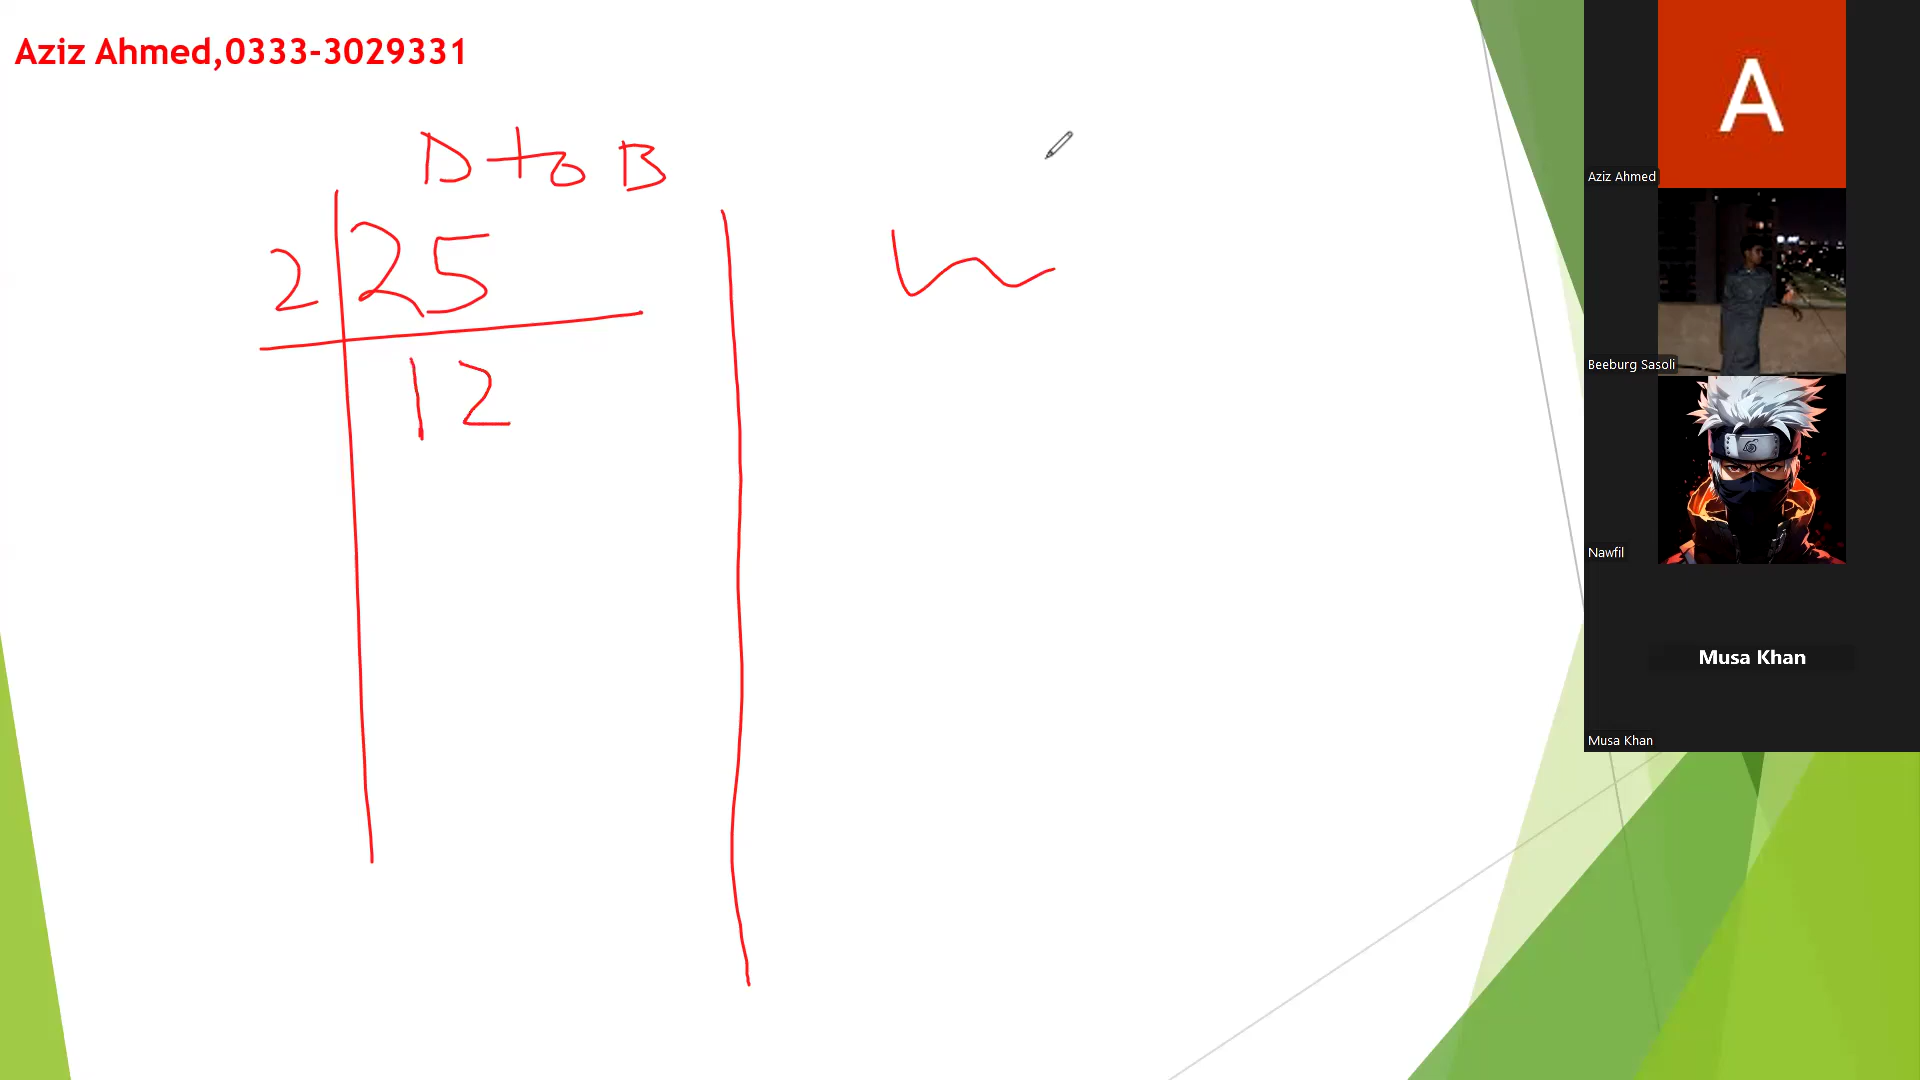 Aziz Ahmed,0333-3029331
D to B
2 25
12
A
Aziz Ahmed
Beeburg Sasoli
Nawfil
Musa Khan
Musa Khan